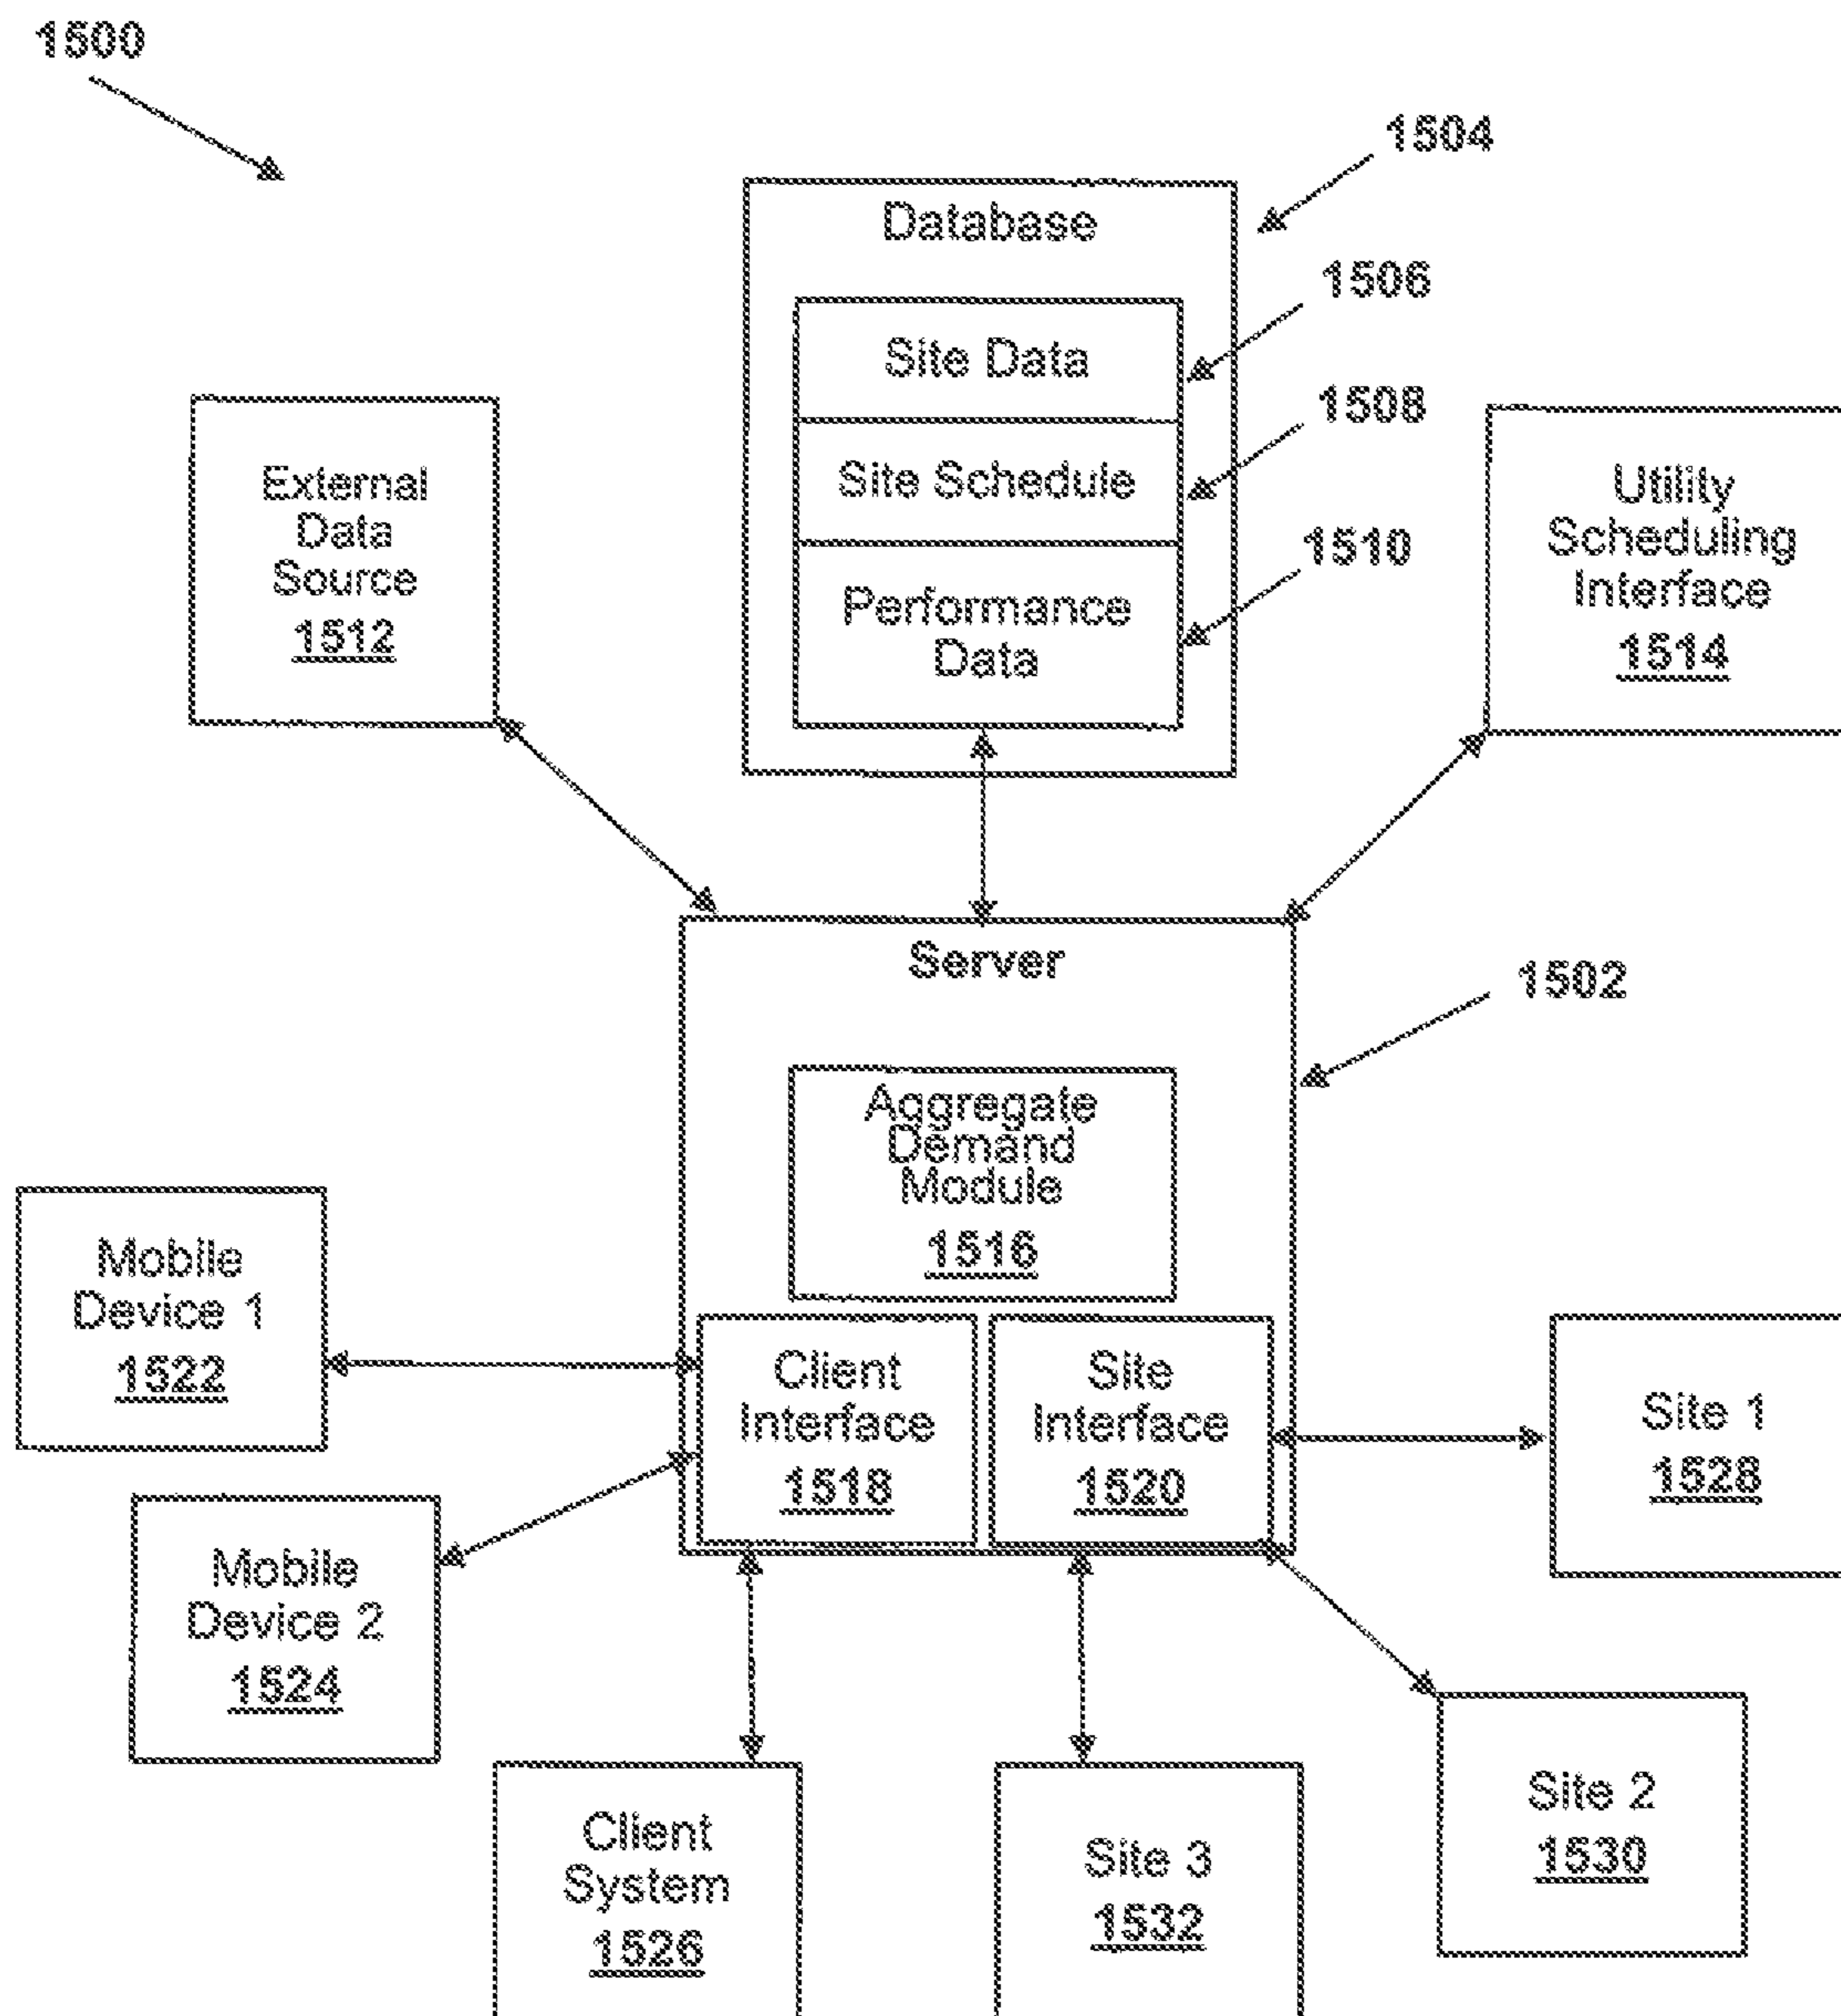 1500
1504
Database
1506
Site Data
1508
Site Schedule
1510
Performance
Data
External
Data
Source
1512
Utility
Scheduling
Interface
1514
Server
1502
Aggregate
Demand
Module
1516
Mobile
Device 1
1522
Client
Interface
1518
Site
Interface
1520
Site 1
1528
Mobile
Device 2
1524
Client
System
1526
Site 3
1532
Site 2
1530